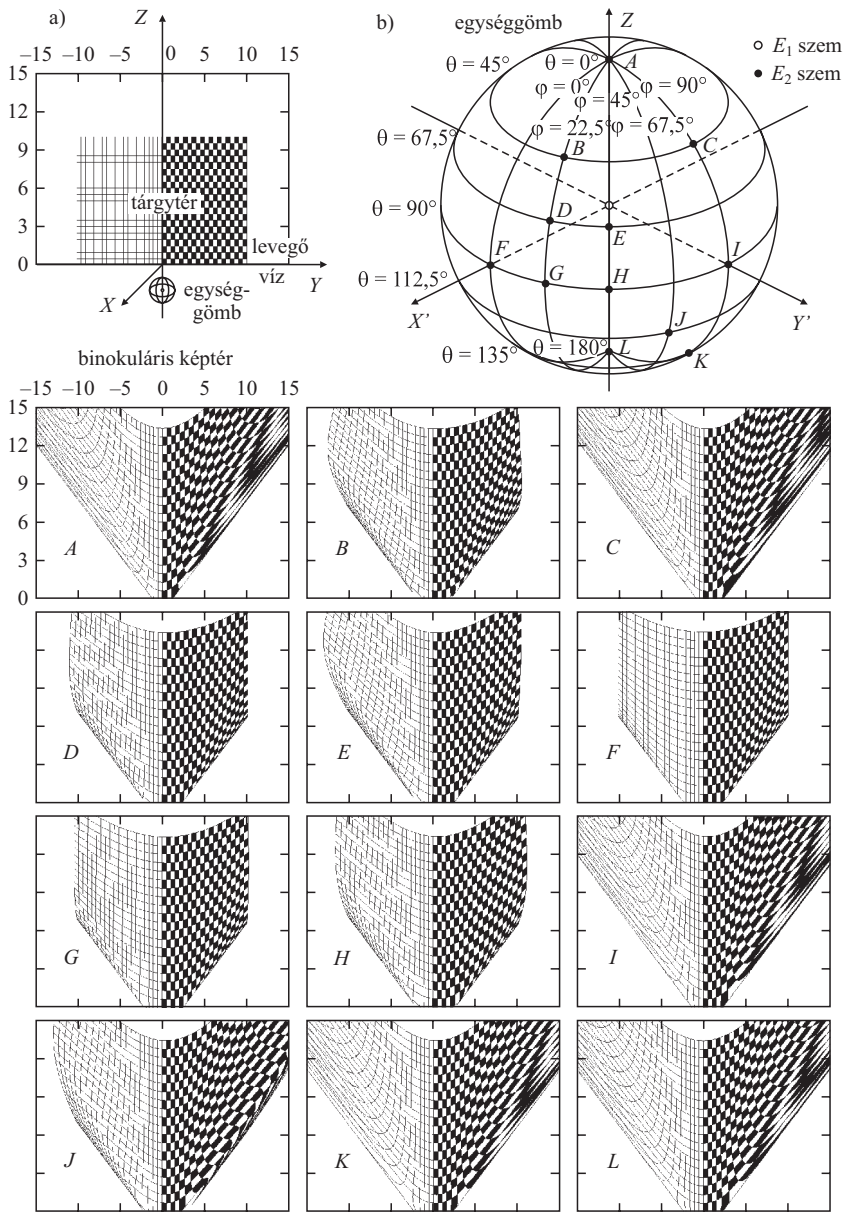 a)
Z
−15 −10 −5 0 5 10 15
15
12
9
6
3
0
tárgytér
levegő
víz
X
Y
egység-
gömb
b)
egységgömb
Z
E1 szem
E2 szem
θ = 45°
θ = 0°
A
φ = 0°
φ = 90°
φ = 45°
θ = 67,5°
φ = 22,5°
φ = 67,5°
B
C
θ = 90°
D
E
F
G
H
I
θ = 112,5°
X’
Y’
J
θ = 135°
θ = 180°
L
K
binokuláris képtér
−15 −10 −5 0 5 10 15
15
12
9
6
3
0
A
B
C
D
E
F
G
H
I
J
K
L